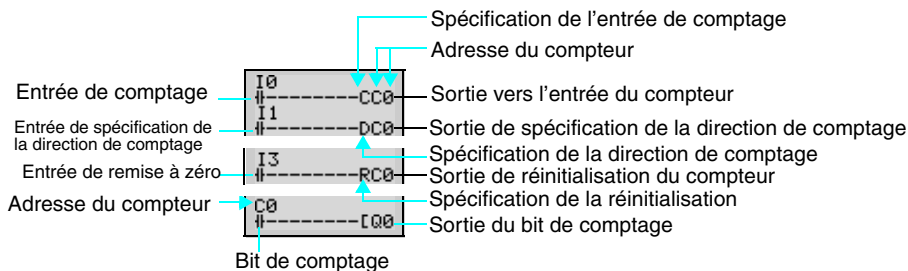 Spécification de l'entrée de comptage
Adresse du compteur
Entrée de comptage
I0
CC0
Sortie vers l'entrée du compteur
Entrée de spécification de
la direction de comptage
I1
DC0
Sortie de spécification de la direction de comptage
Spécification de la direction de comptage
Entrée de remise à zéro
I3
RC0
Sortie de réinitialisation du compteur
Spécification de la réinitialisation
Adresse du compteur
C0
[Q0
Sortie du bit de comptage
Bit de comptage